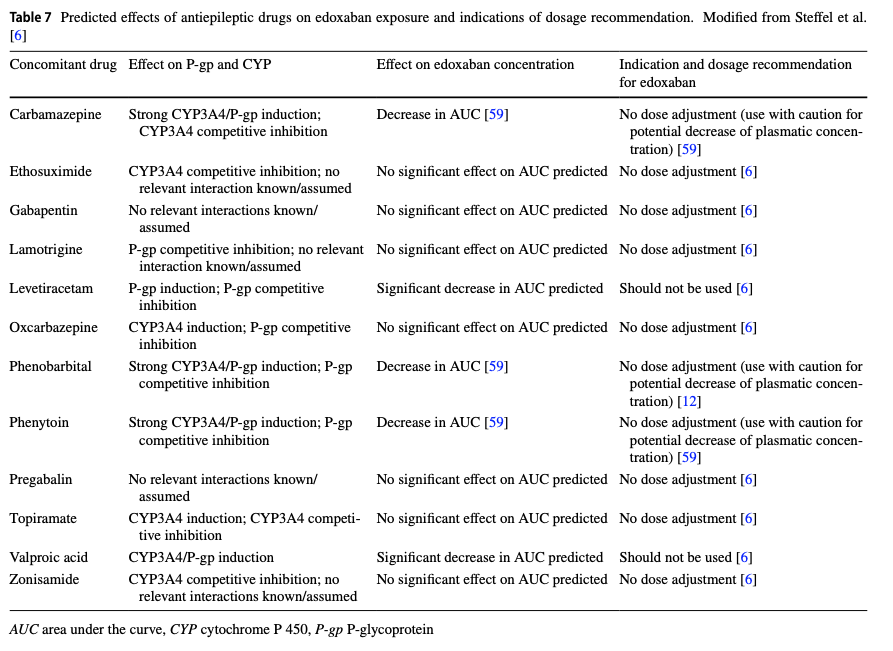 Table 7 Predicted effects of antiepileptic drugs on edoxaban exposure and indications of dosage recommendation. Modified from Steffel et al.
[6]
Concomitant drug Effect on P-gp and CYP Effect on edoxaban concentration Indication and dosage recommendation
for edoxaban
Carbamazepine Strong CYP3A4/P-gp induction; Decrease in AUC [59] No dose adjustment (use with caution for
CYP3A4 competitive inhibition potential decrease of plasmatic concen-
tration) [59]
Ethosuximide CYP3A4 competitive inhibition; no No significant effect on AUC predicted No dose adjustment [6]
relevant interaction known/assumed
Gabapentin No relevant interactions known/ No significant effect on AUC predicted No dose adjustment [6]
assumed
Lamotrigine P-gp competitive inhibition; no relevant No significant effect on AUC predicted No dose adjustment [6]
interaction known/assumed
Levetiracetam P-gp induction; P-gp competitive Significant decrease in AUC predicted Should not be used [6]
inhibition
Oxcarbazepine CYP3A4 induction; P-gp competitive No significant effect on AUC predicted No dose adjustment [6]
inhibition
Phenobarbital Strong CYP3A4/P-gp induction; P-gp Decrease in AUC [59] No dose adjustment (use with caution for
competitive inhibition potential decrease of plasmatic concen-
tration) [12]
Phenytoin Strong CYP3A4/P-gp induction; P-gp Decrease in AUC [59] No dose adjustment (use with caution for
competitive inhibition potential decrease of plasmatic concen-
tration) [59]
Pregabalin No relevant interactions known/ No significant effect on AUC predicted No dose adjustment [6]
assumed
Topiramate CYP3A4 induction; CYP3A4 competi- No significant effect on AUC predicted No dose adjustment [6]
tive inhibition
Valproic acid CYP3A4/P-gp induction Significant decrease in AUC predicted Should not be used [6]
Zonisamide CYP3A4 competitive inhibition; no No significant effect on AUC predicted No dose adjustment [6]
relevant interactions known/assumed
AUC area under the curve, CYP cytochrome P 450, P-gp P-glycoprotein